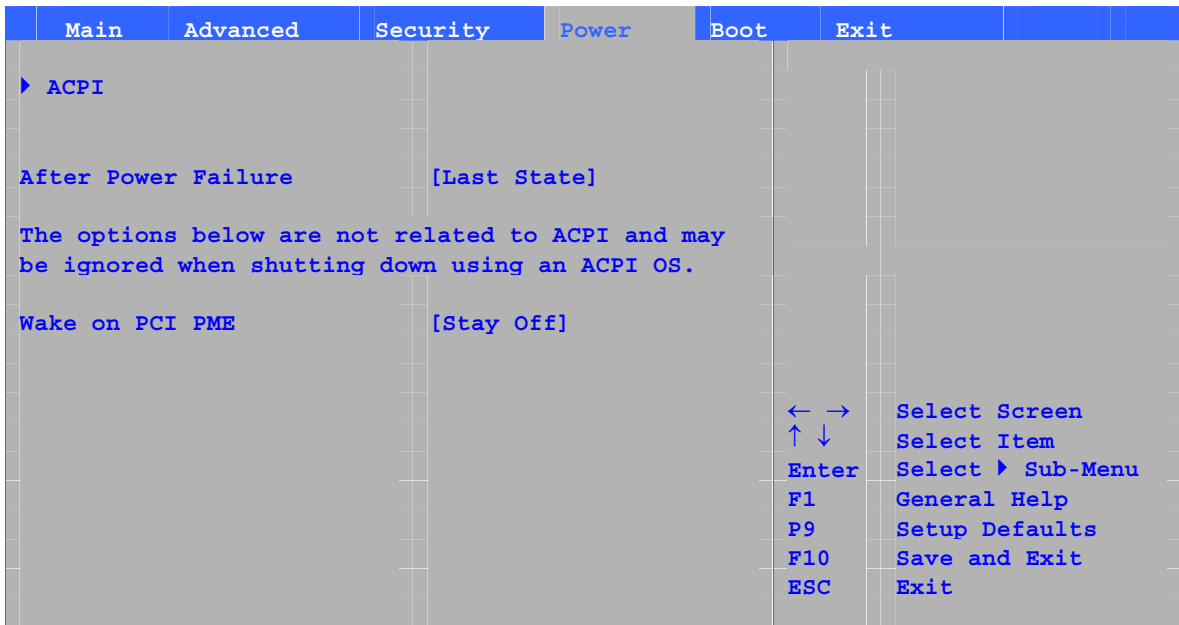 Main Advanced Security Power Boot Exit
▶ ACPI
After Power Failure [Last State]
The options below are not related to ACPI and may
be ignored when shutting down using an ACPI OS.
Wake on PCI PME [Stay Off]
← → Select Screen
↑ ↓ Select Item
Enter Select ▶ Sub-Menu
F1 General Help
P9 Setup Defaults
F10 Save and Exit
ESC Exit